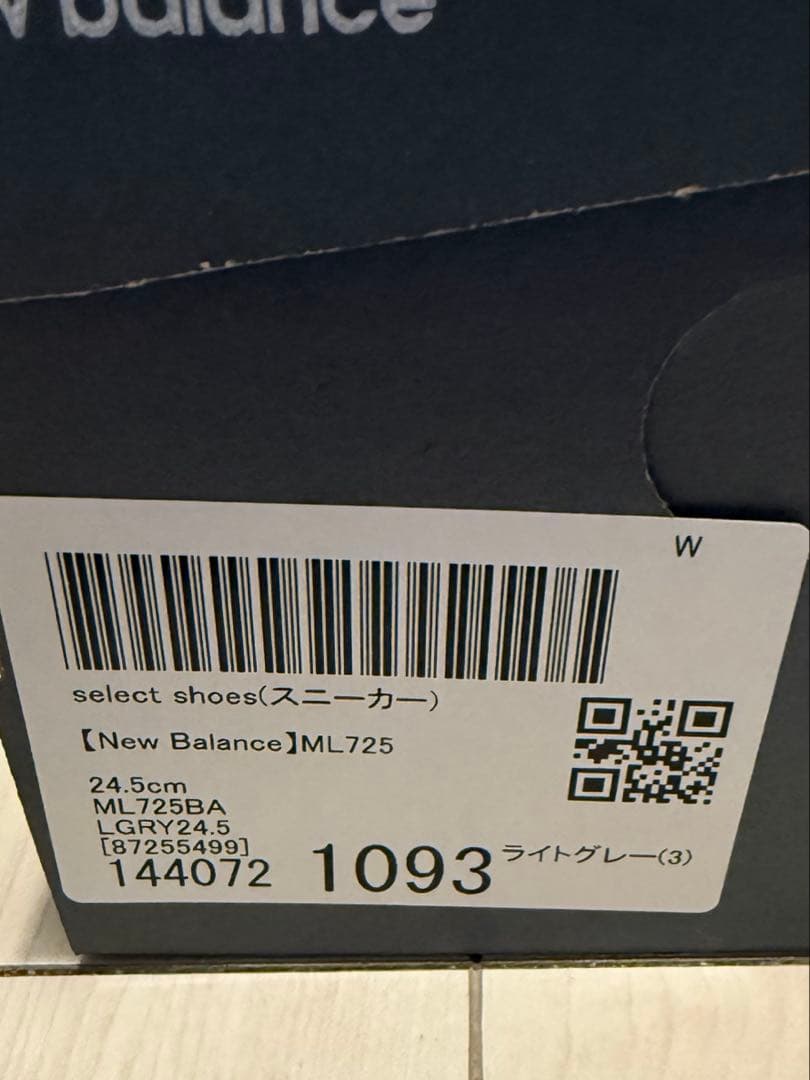 balance
W
select shoes(スニーカー)
【New Balance】ML725
24.5cm
ML725BA
LGRY24.5
[87255499]
144072 1093 ライトグレー(3)